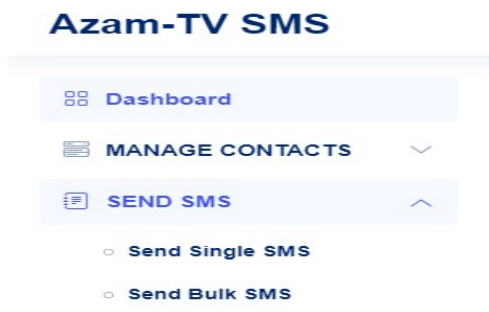 Azam-TV SMS
Dashboard
MANAGE CONTACTS
SEND SMS
Send Single SMS
Send Bulk SMS